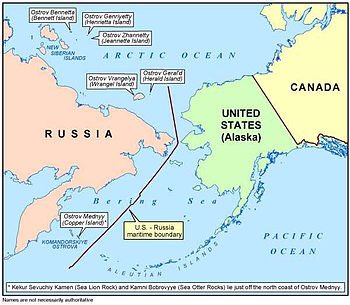 Ostrov Bennetta
(Bennett Island)
Ostrov Genriyetty
(Henrietta Island)
Ostrov Zhannetty
(Jeannette Island)
ARCTIC OCEAN
NEW
SIBERIAN
ISLANDS
Ostrov Vrangelya
(Wrangel Island)
Ostrov Geral'd
(Herald Island)
CANADA
UNITED
STATES
(Alaska)
RUSSIA
Bering Sea
Ostrov Mednyy
(Copper Island)*
U.S. - Russia
maritime boundary
KOMANDORSKIYE
OSTROVA
ALEUTIAN ISLANDS
PACIFIC
OCEAN
* Kekur Sevuchiy Kamen (Sea Lion Rock) and Kamni Bobrovyye (Sea Otter Rocks) lie just off the north coast of Ostrov Mednyy.
Names are not necessarily authoritative